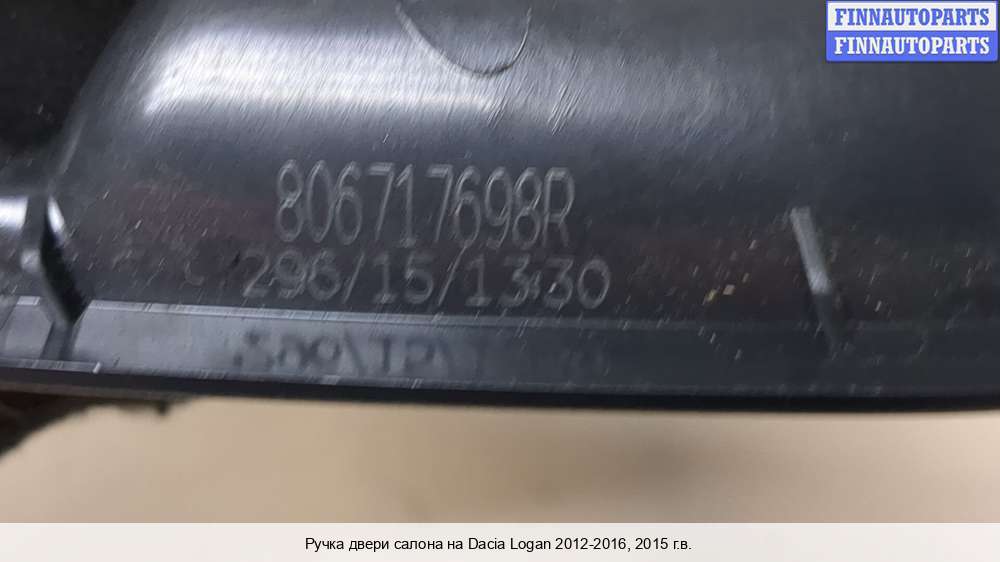 FINNAUTOPARTS
FINNAUTOPARTS
806717698R
296/15/1330
Ручка двери салона на Dacia Logan 2012-2016, 2015 г.в.